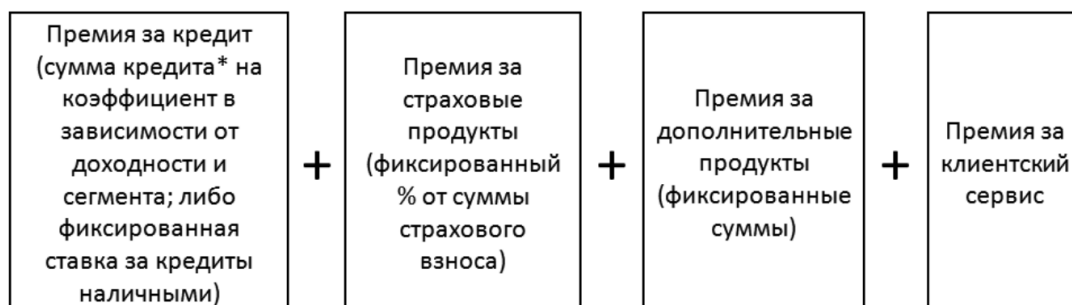 Премия за кредит
(сумма кредита* на
коэффициент в
зависимости от
доходности и
сегмента; либо
фиксированная
ставка за кредиты
наличными)
+
Премия за
страховые
продукты
(фиксированный
% от суммы
страхового
взноса)
+
Премия за
дополнительные
продукты
(фиксированные
суммы)
+
Премия за
клиентский
сервис